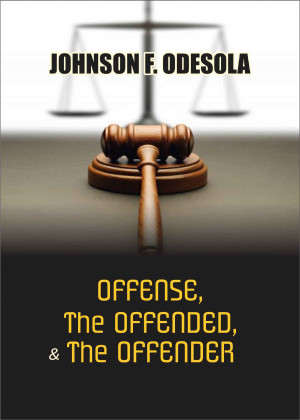 JOHNSON F. ODESOLA
OFFENSE,
The OFFENDED,
& The OFFENDER